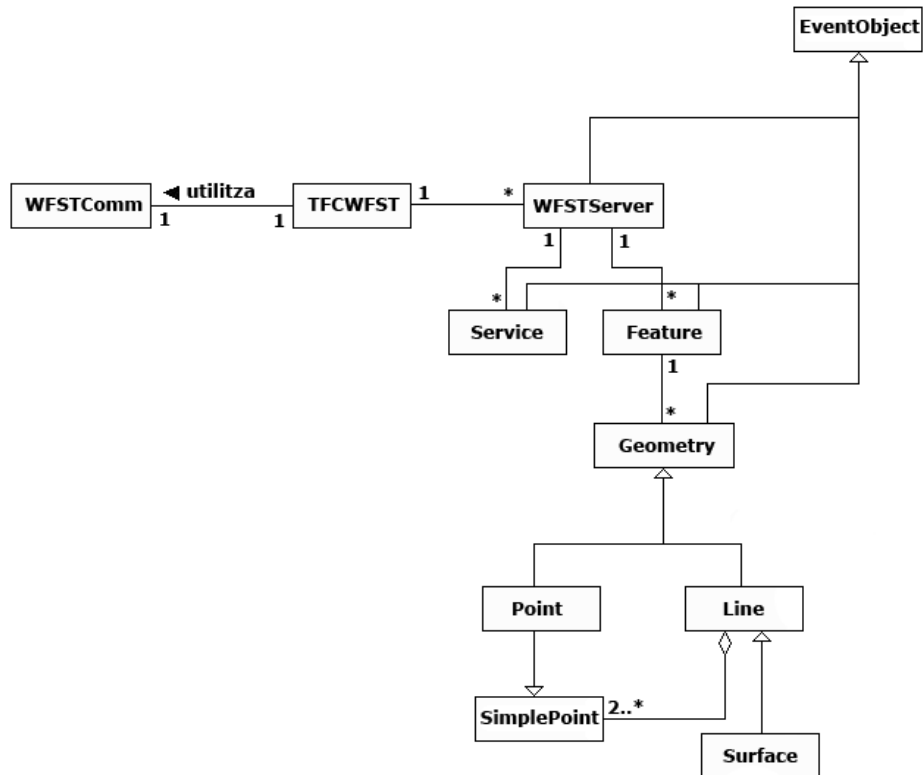 EventObject
◄ utilitza
WFSTComm
1
1
TFCWFST
1
*
WFSTServer
1
1
*
*
Service
Feature
1
*
Geometry
Point
Line
SimplePoint
2..*
Surface